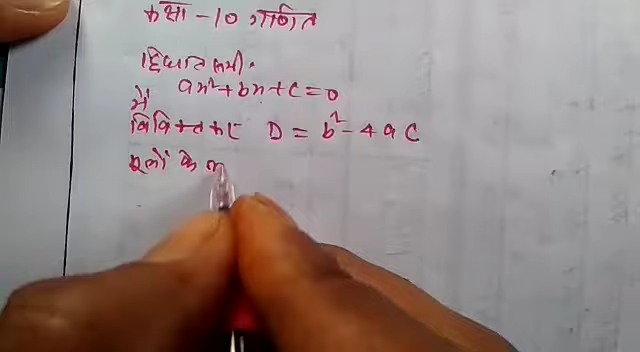 कक्षा - 10 गणित
द्विघात समी.
ax²+bx+c=0
में
विविक्तकर D = b²-4ac
मूलों के